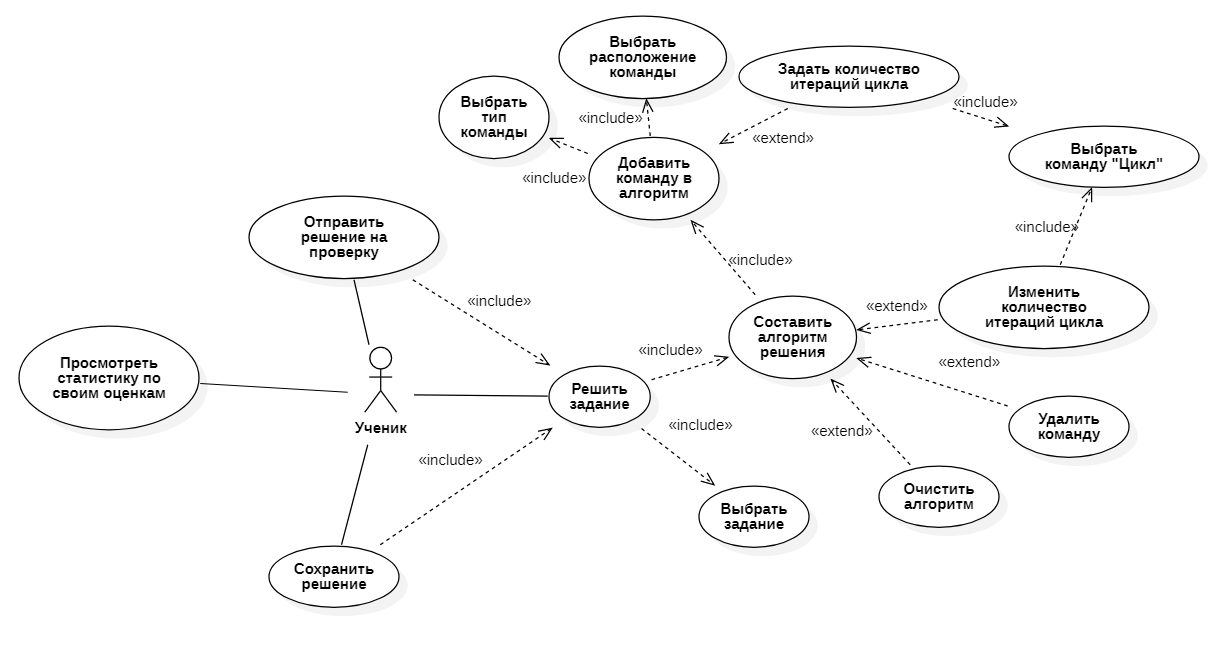 Выбрать
расположение
команды
Задать количество
итераций цикла
«include»
Выбрать
тип
команды
«include»
«extend»
Выбрать
команду "Цикл"
Добавить
команду в
алгоритм
«include»
Отправить
решение на
проверку
«include»
«include»
«include»
Изменить
количество
итераций цикла
«extend»
Составить
алгоритм
решения
«include»
«extend»
Просмотреть
статистику по
своим оценкам
Решить
задание
Ученик
«include»
«extend»
Удалить
команду
«include»
Очистить
алгоритм
Выбрать
задание
Сохранить
решение